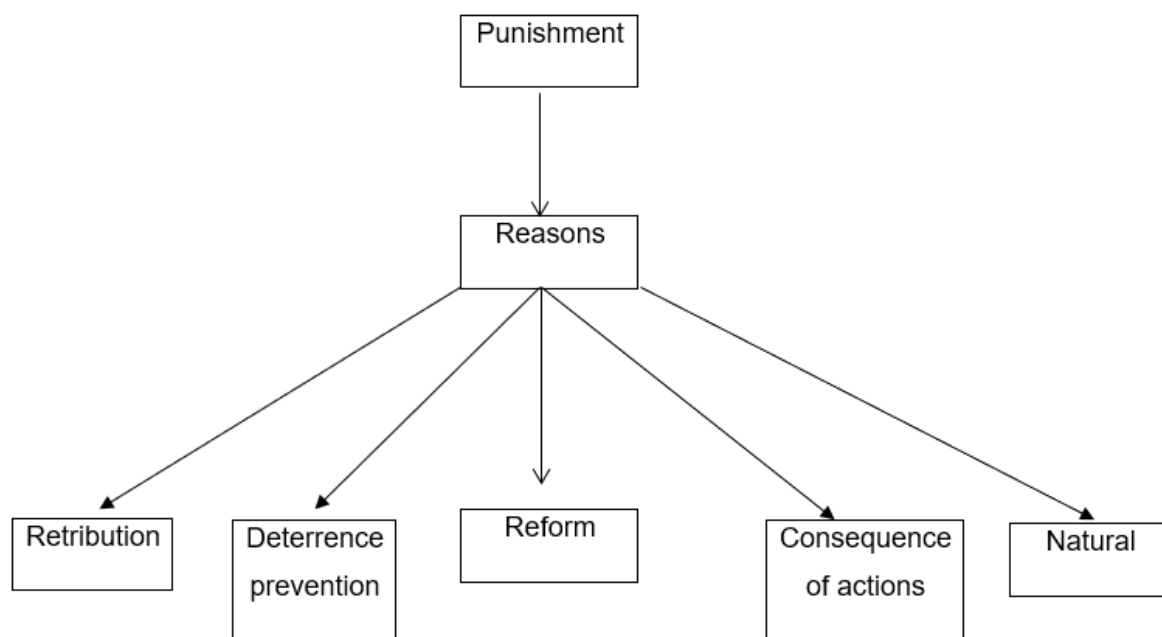 Punishment
Reasons
Retribution
Deterrence
prevention
Reform
Consequence
of actions
Natural